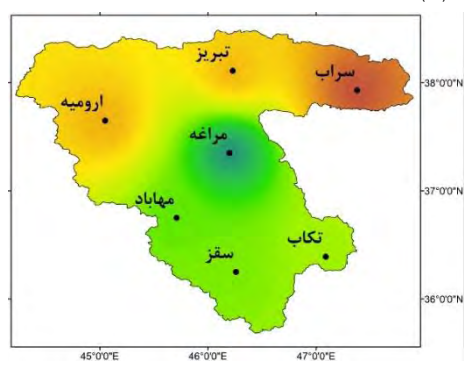 تبریز
سراب
ارومیه
مراغه
مهاباد
تکاب
سقز
38°0'0"N
37°0'0"N
36°0'0"N
45°0'0"E
46°0'0"E
47°0'0"E